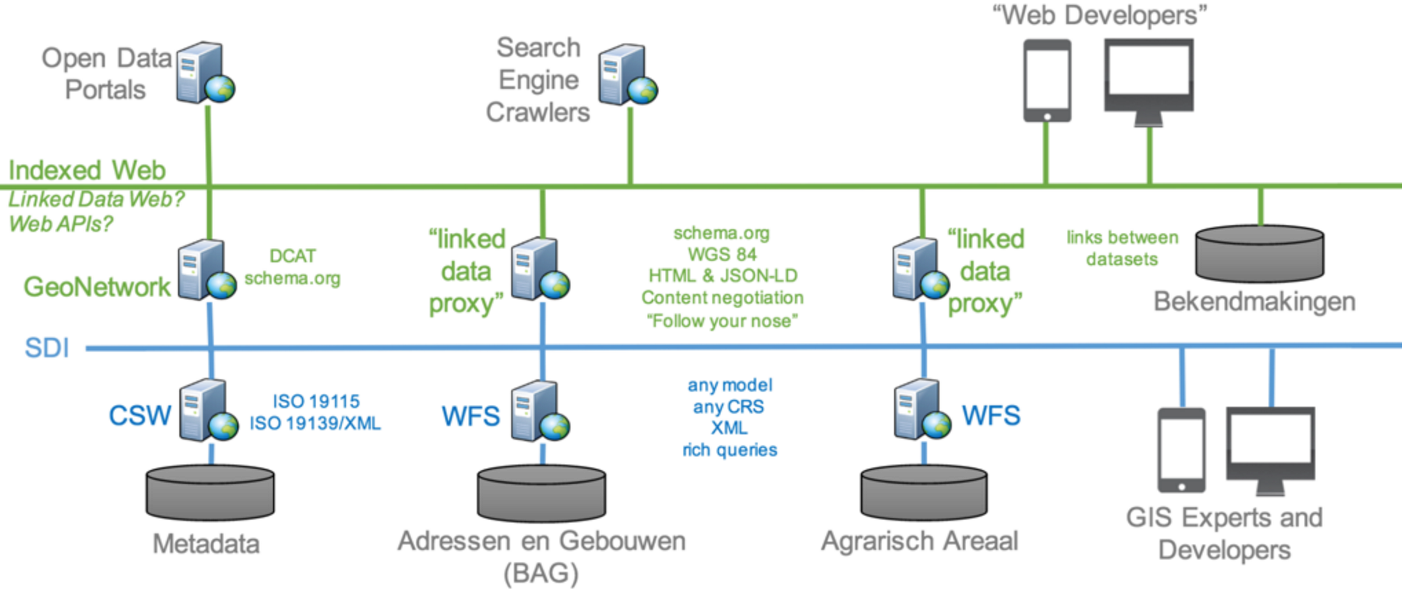 “Web Developers”
Open Data
Portals
Search
Engine
Crawlers
Indexed Web
Linked Data Web?
Web APIs?
GeoNetwork
DCAT
schema.org
“linked
data
proxy”
schema.org
WGS 84
HTML & JSON-LD
Content negotiation
“Follow your nose”
“linked
data
proxy”
links between
datasets
Bekendmakingen
SDI
CSW
ISO 19115
ISO 19139/XML
WFS
any model
any CRS
XML
rich queries
WFS
Metadata
Adressen en Gebouwen
(BAG)
Agrarisch Areaal
GIS Experts and
Developers